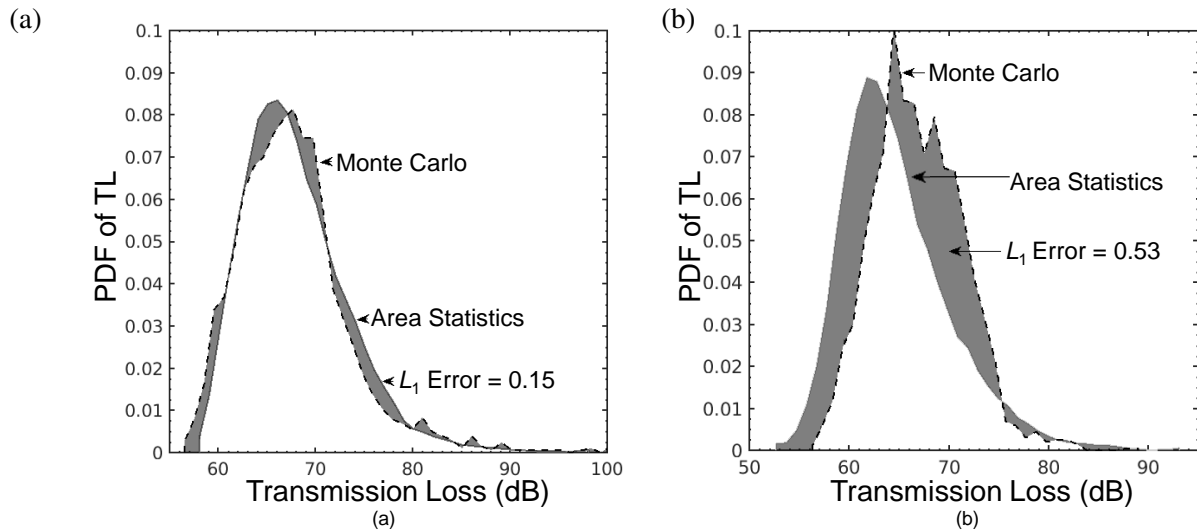 (a)
0.1
0.09
0.08
0.07
0.06
0.05
0.04
0.03
0.02
0.01
0
PDF of TL
Monte Carlo
Area Statistics
L1 Error = 0.15
60 70 80 90 100
Transmission Loss (dB)
(a)
(b)
0.1
0.09
0.08
0.07
0.06
0.05
0.04
0.03
0.02
0.01
0
PDF of TL
Monte Carlo
Area Statistics
L1 Error = 0.53
50 60 70 80 90
Transmission Loss (dB)
(b)